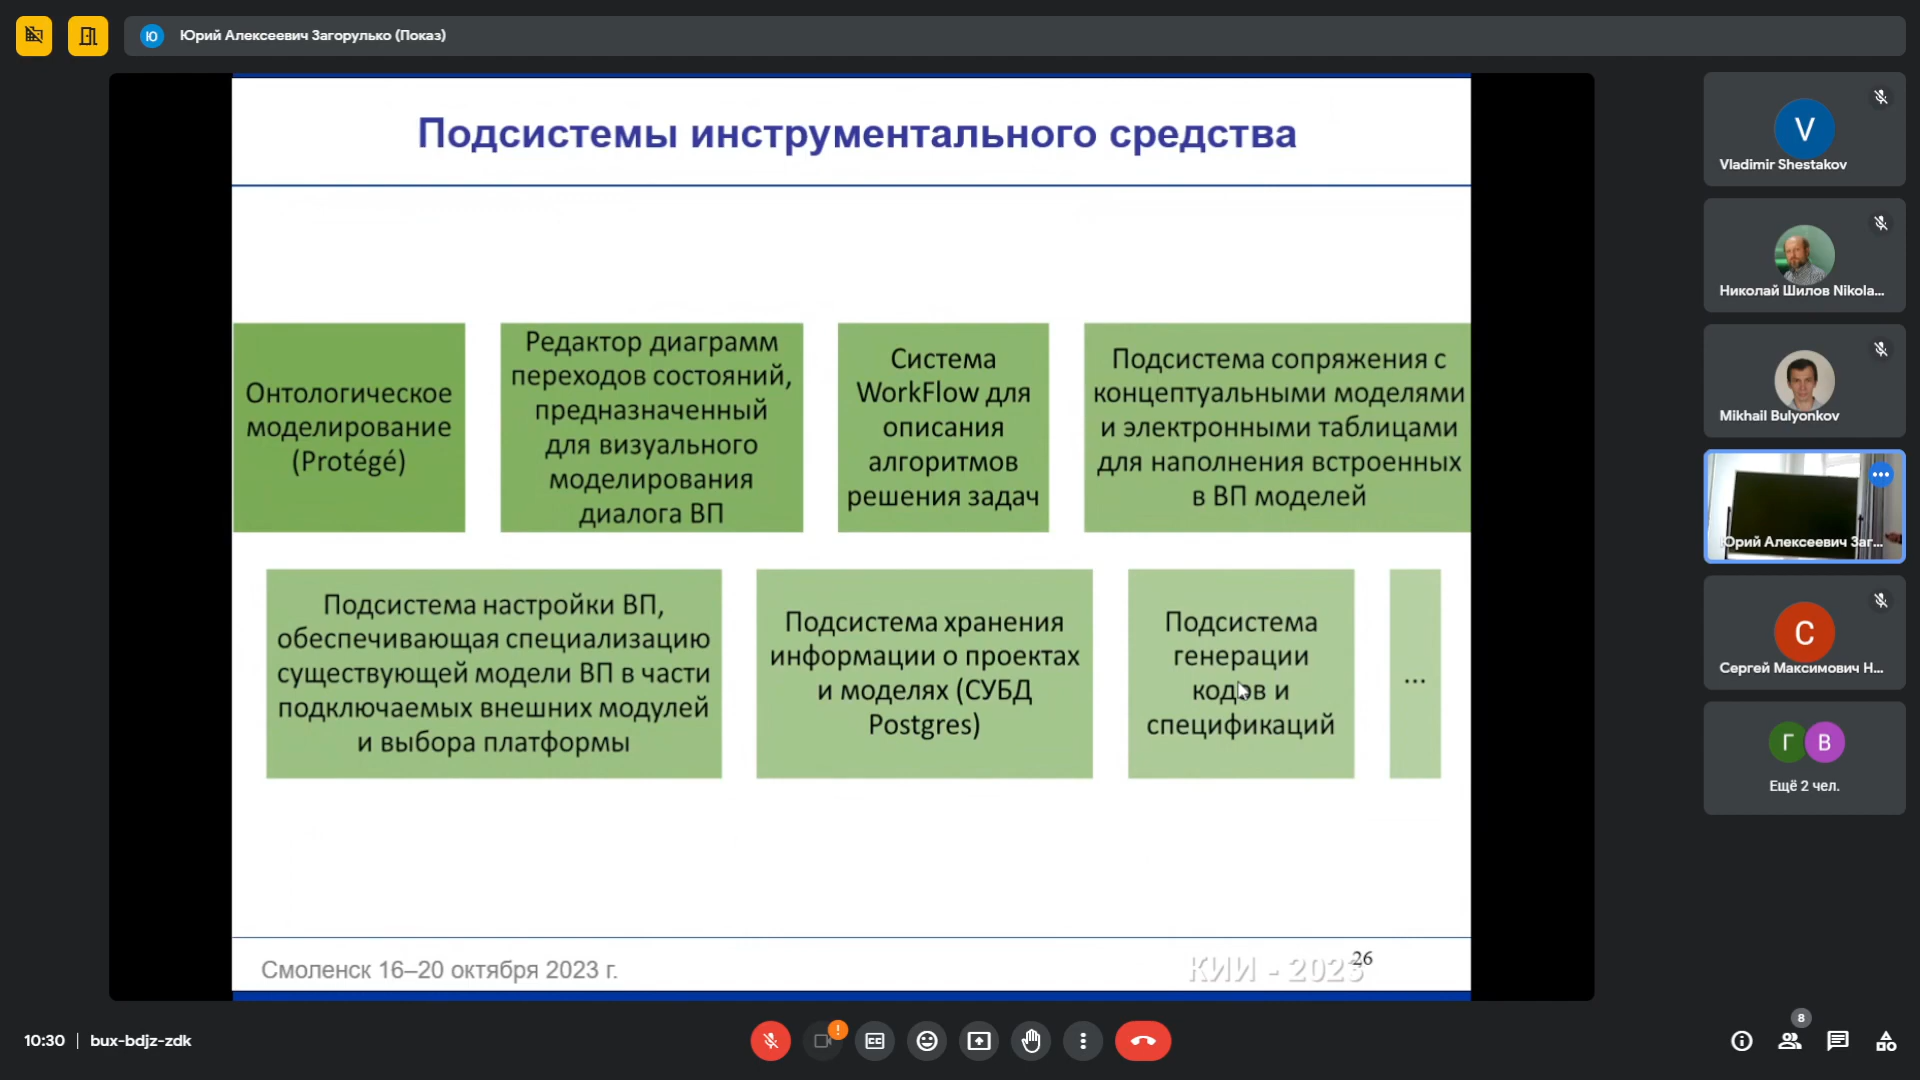 Ю Юрий Алексеевич Загорулько (Показ)
Подсистемы инструментального средства
Онтологическое
моделирование
(Protégé)
Редактор диаграмм
переходов состояний,
предназначенный
для визуального
моделирования
диалога ВП
Система
WorkFlow для
описания
алгоритмов
решения задач
Подсистема сопряжения с
концептуальными моделями
и электронными таблицами
для наполнения встроенных
в ВП моделей
Подсистема настройки ВП,
обеспечивающая специализацию
существующей модели ВП в части
подключаемых внешних модулей
и выбора платформы
Подсистема хранения
информации о проектах
и моделях (СУБД
Postgres)
Подсистема
генерации
кодов и
спецификаций
...
Смоленск 16–20 октября 2023 г.
КИИ - 2023
26
V
Vladimir Shestakov
Николай Шилов Nikola...
Mikhail Bulyonkov
Юрий Алексеевич Заг...
С
Сергей Максимович Н...
Г В
Ещё 2 чел.
10:30 | bux-bdjz-zdk
8